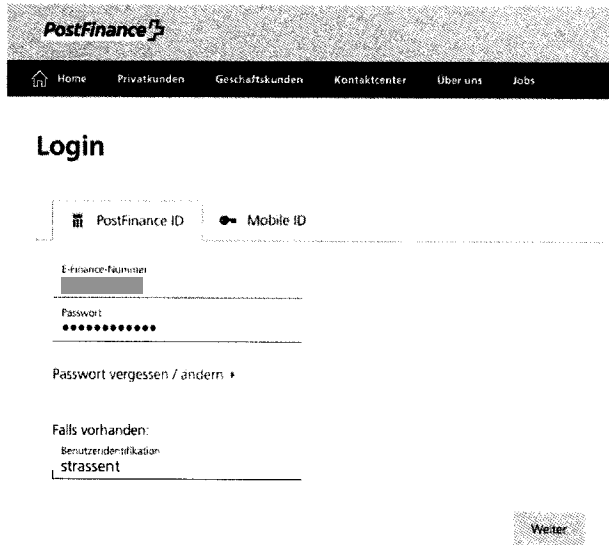 PostFinance
Home Privatkunden Geschäftskunden Kontaktcenter Über uns Jobs
Login
PostFinance ID Mobile ID
E-Finance-Nummer
Passwort
••••••••••••
Passwort vergessen / ändern
Falls vorhanden:
Benutzeridentifikation
strassent
Weiter